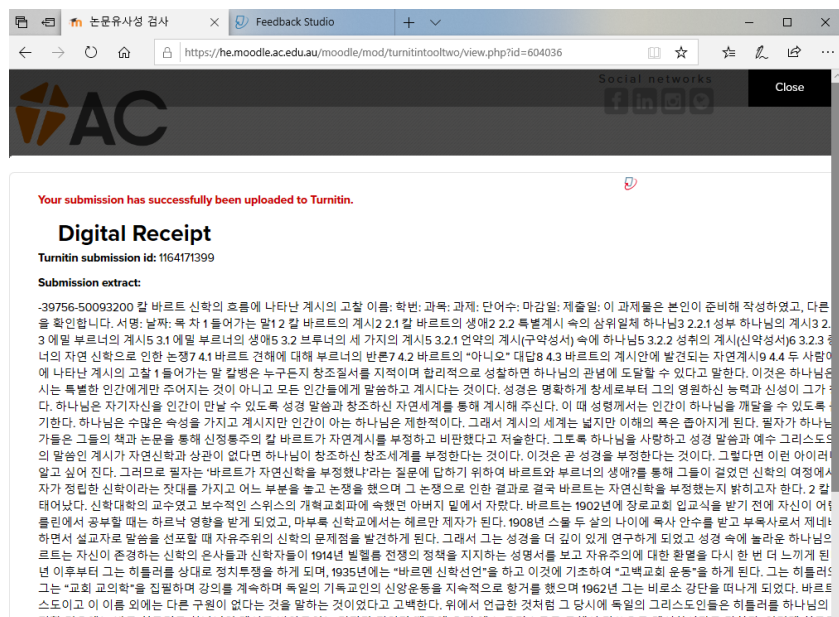 논문유사성 검사
Feedback Studio
https://he.moodle.ac.edu.au/moodle/mod/turnitintooltwo/view.php?id=604036
Social networks
Close
AC
Your submission has successfully been uploaded to Turnitin.
Digital Receipt
Turnitin submission id: 1164171399
Submission extract:
-39756-50093200 칼 바르트 신학의 흐름에 나타난 계시의 고찰 이름: 학번: 과목: 과제: 단어수: 마감일: 제출일: 이 과제물은 본인이 준비해 작성하였고, 다른
을 확인합니다. 서명: 날짜: 목 차 1 들어가는 말1 2 칼 바르트의 계시2 2.1 칼 바르트의 생애2 2.2 특별계시 속의 삼위일체 하나님3 2.2.1 성부 하나님의 계시3 2.
3 에밀 부르너의 계시5 3.1 에밀 부르너의 생애5 3.2 브루너의 세 가지의 계시5 3.2.1 언약의 계시(구약성서) 속에 하나님5 3.2.2 성취의 계시(신약성서)6 3.2.3
너의 자연 신학으로 인한 논쟁7 4.1 바르트 견해에 대해 부르너의 반론7 4.2 바르트의 “아니오” 대답8 4.3 바르트의 계시안에 발견되는 자연계시9 4.4 두 사람이
에 나타난 계시의 고찰 1 들어가는 말 칼뱅은 누구든지 창조질서를 지적이며 합리적으로 성찰하면 하나님의 관념에 도달할 수 있다고 말한다. 이것은 하나님은
시는 특별한 인간에게만 주어지는 것이 아니고 모든 인간들에게 말씀하고 계시다는 것이다. 성경은 명확하게 창세로부터 그의 영원하신 능력과 신성이 그가
다. 하나님은 자기자신을 인간이 만날 수 있도록 성경 말씀과 창조하신 자연세계를 통해 계시해 주신다. 이 때 성령께서는 인간이 하나님을 깨달을 수 있도록
기한다. 하나님은 수많은 속성을 가지고 계시지만 인간이 아는 하나님은 제한적이다. 그래서 계시의 세계는 넓지만 이해의 폭은 좁아지게 된다. 필자가 하나님
가들은 그들의 책과 논문을 통해 신정통주의 칼 바르트가 자연계시를 부정하고 비판했다고 저술한다. 그토록 하나님을 사랑하고 성경 말씀과 예수 그리스도의
의 말씀인 계시가 자연신학과 상관이 없다면 하나님이 창조하신 창조세계를 부정한다는 것이다. 이것은 곧 성경을 부정한다는 것이다. 그렇다면 이런 아이러니
알고 싶어 진다. 그러므로 필자는 ‘바르트가 자연신학을 부정했냐’라는 질문에 답하기 위하여 바르트와 부르너의 생애?를 통해 그들이 걸었던 신학의 여정에서
자가 정립한 신학이라는 잣대를 가지고 어느 부분을 놓고 논쟁을 했으며 그 논쟁으로 인한 결과로 결국 바르트는 자연신학을 부정했는지 밝히고자 한다. 2 칼
태어났다. 신학대학의 교수였고 보수적인 스위스의 개혁교회파에 속했던 아버지 밑에서 자랐다. 바르트는 1902년에 장로교회 입교식을 받기 전에 자신이 어떤
를린에서 공부할 때는 하르낙 영향을 받게 되었고, 마부룩 신학교에서는 헤르만 제자가 된다. 1908년 스물 두 살의 나이에 목사 안수를 받고 부목사로서 제네바
하면서 설교자로 말씀을 선포할 때 자유주위의 신학의 문제점을 발견하게 된다. 그래서 그는 성경을 더 깊이 있게 연구하게 되었고 성경 속에 놀라운 하나님의
르트는 자신이 존경하는 신학의 은사들과 신학자들이 1914년 빌헬름 전쟁의 정책을 지지하는 성명서를 보고 자유주의에 대한 환멸을 다시 한 번 더 느끼게 된
년 이후부터 그는 히틀러를 상대로 정치투쟁을 하게 되며, 1935년에는 “바르멘 신학선언”을 하고 이것에 기초하여 “고백교회 운동”을 하게 된다. 그는 히틀러의
그는 “교회 교의학”을 집필하며 강의를 계속하며 독일의 기독교인의 신앙운동을 지속적으로 항거를 했으며 1962년 그는 비로소 강단을 떠나게 되었다. 바르트
스도이고 이 이름 외에는 다른 구원이 없다는 것을 말하는 것이었다고 고백한다. 위에서 언급한 것처럼 그 당시에 독일의 그리스도인들은 히틀러를 하나님의